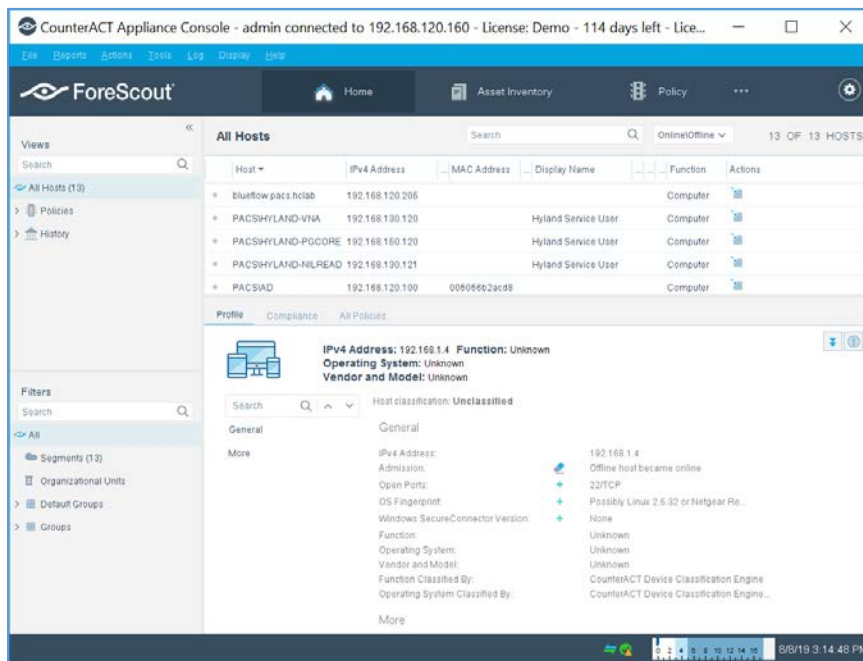 CounterACT Appliance Console - admin connected to 192.168.120.160 - License: Demo - 114 days left - Lice...
File Reports Actions Tools Log Display Help
ForeScout Home Asset Inventory Policy ...
Views
Search
All Hosts (13)
Policies
History
Filters
Search
All
Segments (13)
Organizational Units
Default Groups
Groups
All Hosts Search Online\Offline 13 OF 13 HOSTS
Host IPv4 Address ... MAC Address ... Display Name ... ... ... Function Actions
blueflow.pacs.hclab 192.168.120.205 Computer
PACS\HYLAND-VNA 192.168.130.120 Hyland Service User Computer
PACS\HYLAND-PGCORE 192.168.150.120 Hyland Service User Computer
PACS\HYLAND-NILREAD 192.168.130.121 Hyland Service User Computer
PACS\AD 192.168.120.100 005056b2acd8 Computer
Profile Compliance All Policies
IPv4 Address: 192.168.1.4 Function: Unknown
Operating System: Unknown
Vendor and Model: Unknown
Search
General
More
Host classification: Unclassified
General
IPv4 Address: 192.168.1.4
Admission: Offline host became online
Open Ports: 22/TCP
OS Fingerprint: Possibly Linux 2.6.32 or Netgear Re...
Windows SecureConnector Version: None
Function: Unknown
Operating System: Unknown
Vendor and Model: Unknown
Function Classified By: CounterACT Device Classification Engine
Operating System Classified By: CounterACT Device Classification Engine...
More
0 2 4 6 8 10 12 14 16 8/8/19 3:14:48 PM